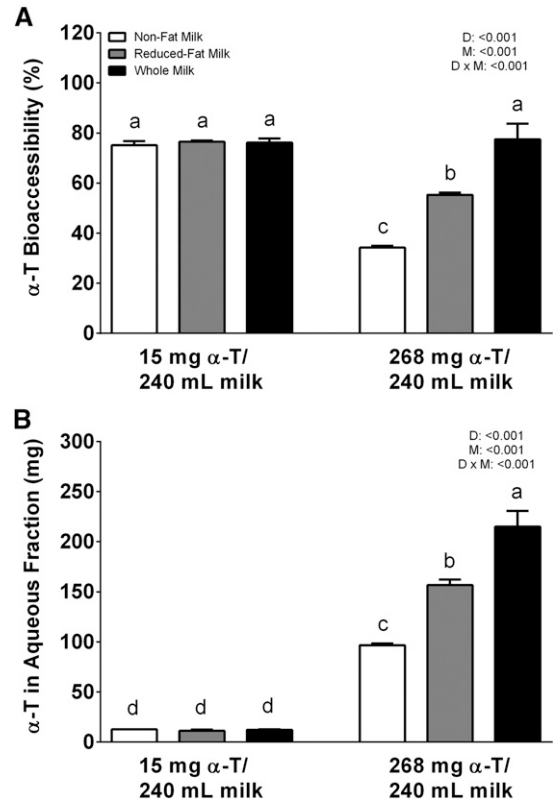 A
α-T Bioaccessibility (%)
120
100
80
60
40
20
0
Non-Fat Milk
Reduced-Fat Milk
Whole Milk
D: <0.001
M: <0.001
D x M: <0.001
a
a
a
c
b
a
15 mg α-T/
240 mL milk
268 mg α-T/
240 mL milk
B
α-T in Aqueous Fraction (mg)
300
250
200
150
100
50
0
D: <0.001
M: <0.001
D x M: <0.001
d
d
d
c
b
a
15 mg α-T/
240 mL milk
268 mg α-T/
240 mL milk